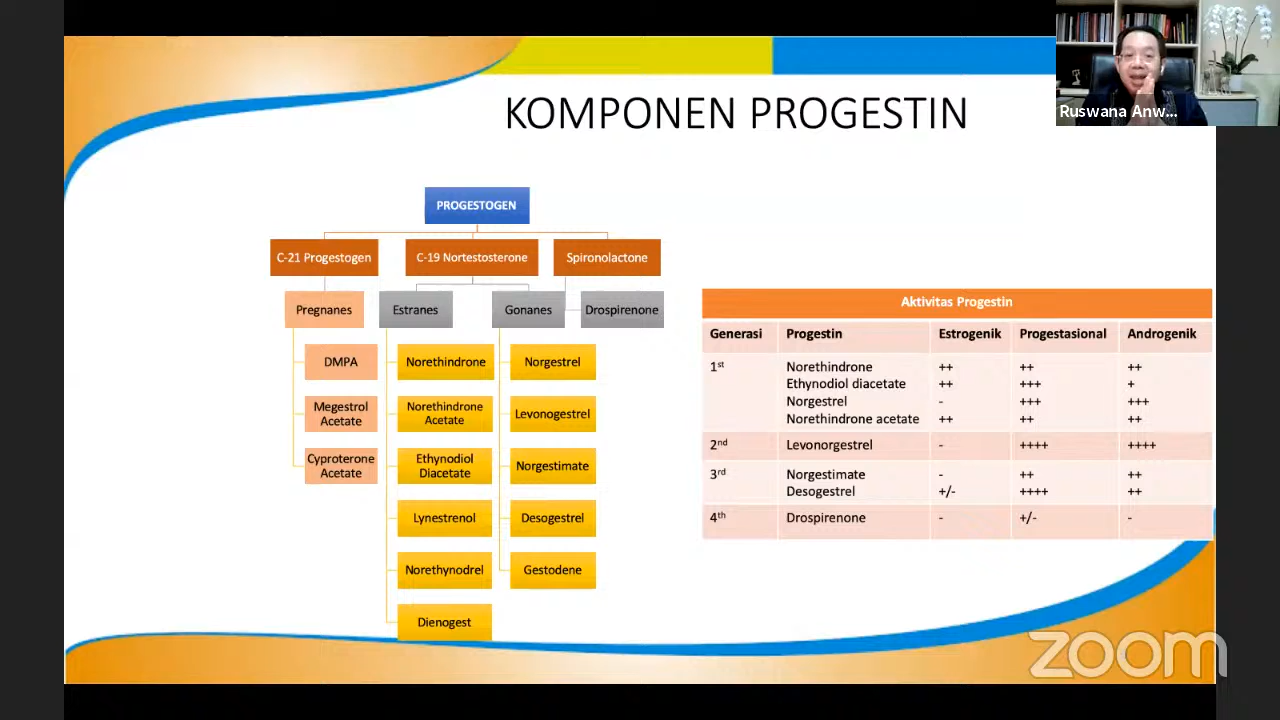 Ruswana Anw...
KOMPONEN PROGESTIN
PROGESTOGEN
C-21 Progestogen
C-19 Nortestosterone
Spironolactone
Pregnanes
Estranes
Gonanes
Drospirenone
DMPA
Megestrol
Acetate
Cyproterone
Acetate
Norethindrone
Norethindrone
Acetate
Ethynodiol
Diacetate
Lynestrenol
Norethynodrel
Dienogest
Norgestrel
Levonogestrel
Norgestimate
Desogestrel
Gestodene
Aktivitas Progestin
Generasi Progestin Estrogenik Progestasional Androgenik
1st Norethindrone ++ ++ ++
Ethynodiol diacetate ++ +++ +
Norgestrel - +++ +++
Norethindrone acetate ++ ++ ++
2nd Levonorgestrel - ++++ ++++
3rd Norgestimate - ++ ++
Desogestrel +/- ++++ ++
4th Drospirenone - +/- -
zoom